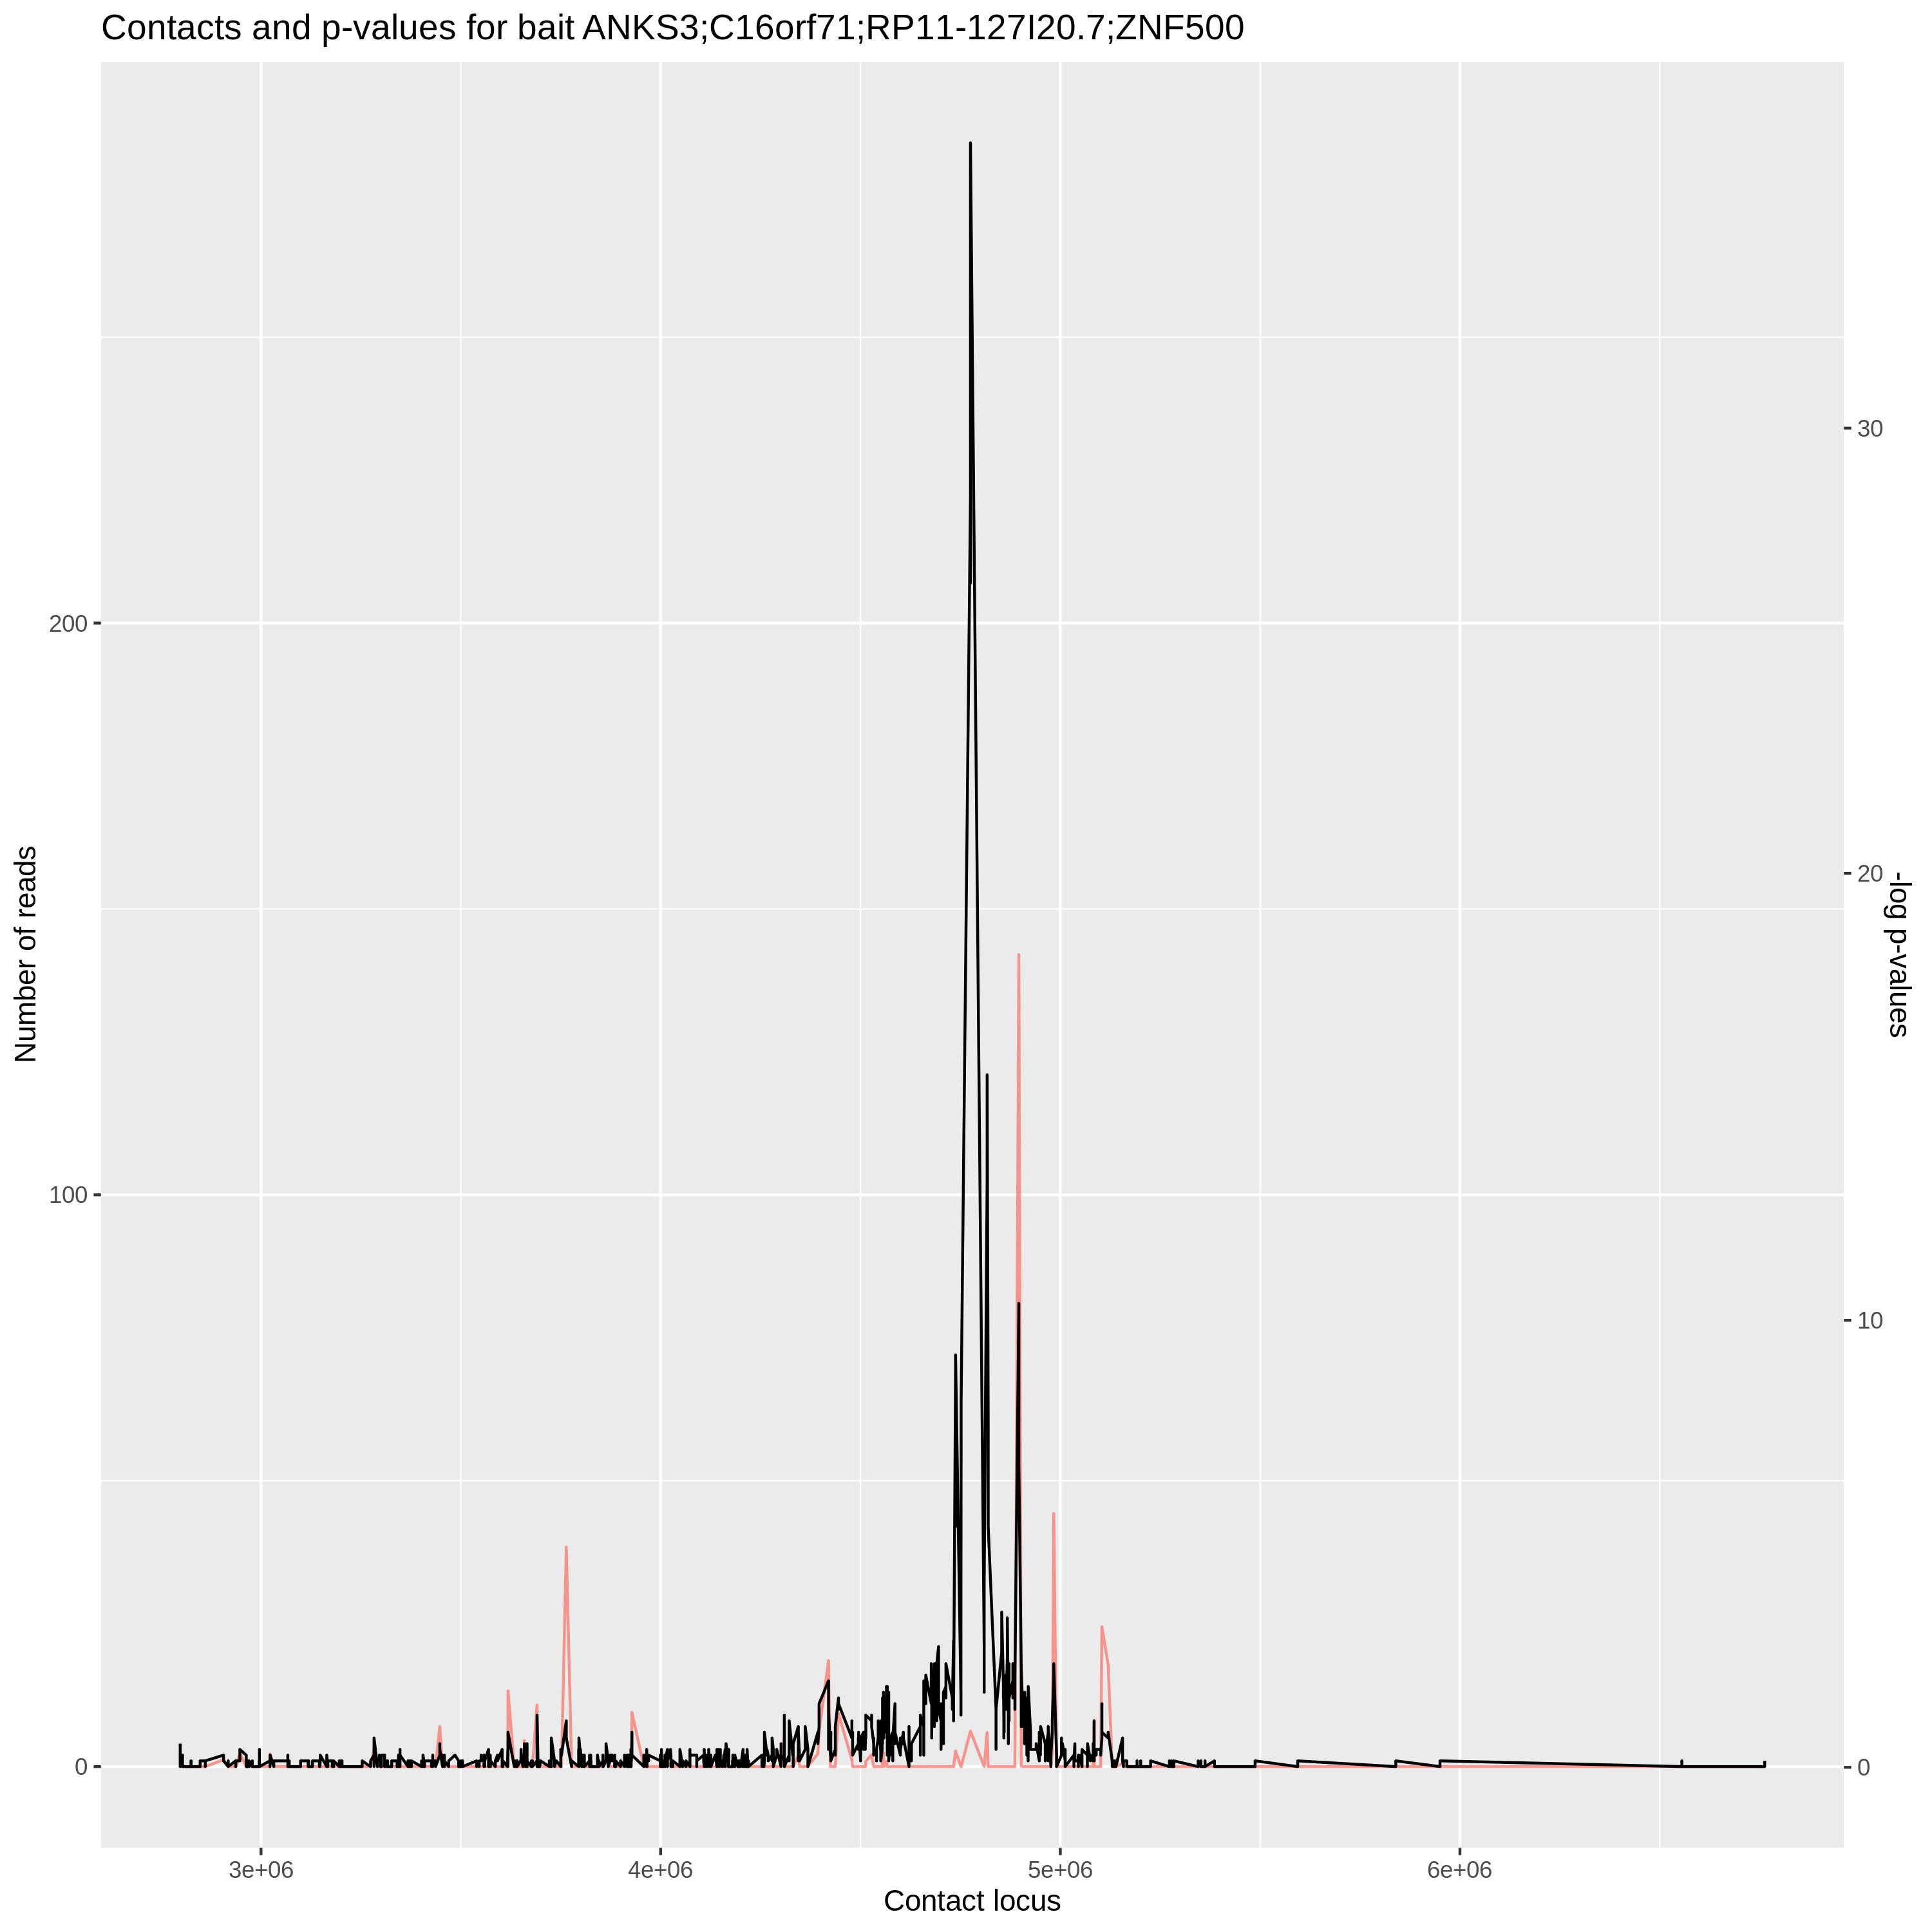 Contacts and p-values for bait ANKS3;C16orf71;RP11-127I20.7;ZNF500
Number of reads
200
100
0
30
20
10
0
-log p-values
3e+06
4e+06
5e+06
6e+06
Contact locus